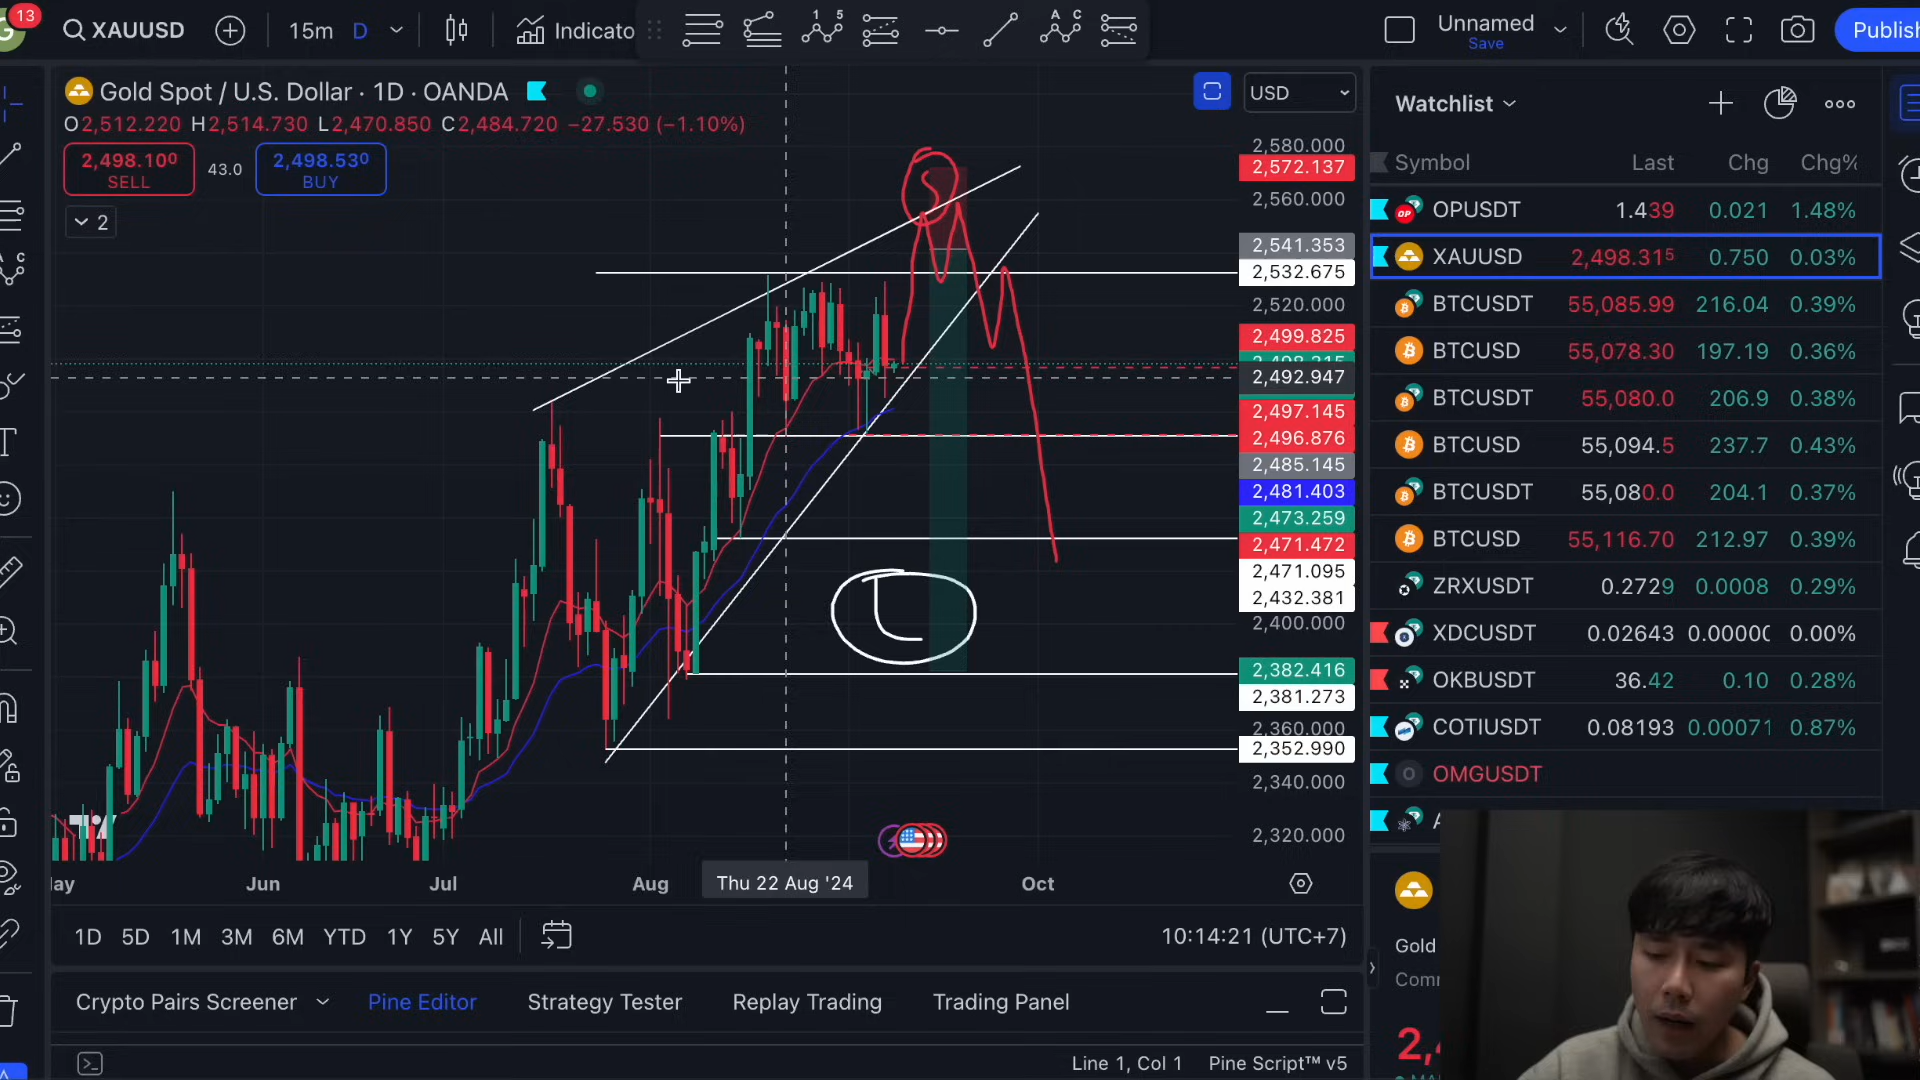 13
XAUUSD
15m D
Indicato
1 5
A C
Unnamed
Save
Publish
Gold Spot / U.S. Dollar · 1D · OANDA
O2,512.220 H2,514.730 L2,470.850 C2,484.720 −27.530 (−1.10%)
2,498.100
SELL
43.0
2,498.530
BUY
2
USD
2,580.000
2,572.137
2,560.000
2,541.353
2,532.675
2,520.000
2,499.825
2,492.947
2,497.145
2,496.876
2,485.145
2,481.403
2,473.259
2,471.472
2,471.095
2,432.381
2,400.000
2,382.416
2,381.273
2,360.000
2,352.990
2,340.000
2,320.000
Jun
Jul
Aug
Thu 22 Aug '24
Oct
1D 5D 1M 3M 6M YTD 1Y 5Y All
10:14:21 (UTC+7)
Crypto Pairs Screener
Pine Editor
Strategy Tester
Replay Trading
Trading Panel
Line 1, Col 1
Pine Script™ v5
Watchlist
Symbol Last Chg Chg%
OPUSDT 1.439 0.021 1.48%
XAUUSD 2,498.315 0.750 0.03%
BTCUSDT 55,085.99 216.04 0.39%
BTCUSD 55,078.30 197.19 0.36%
BTCUSDT 55,080.0 206.9 0.38%
BTCUSD 55,094.5 237.7 0.43%
BTCUSDT 55,080.0 204.1 0.37%
BTCUSD 55,116.70 212.97 0.39%
ZRXUSDT 0.2729 0.0008 0.29%
XDCUSDT 0.02643 0.0000 0.00%
OKBUSDT 36.42 0.10 0.28%
COTIUSDT 0.08193 0.00071 0.87%
OMGUSDT
Gold
Com
2,